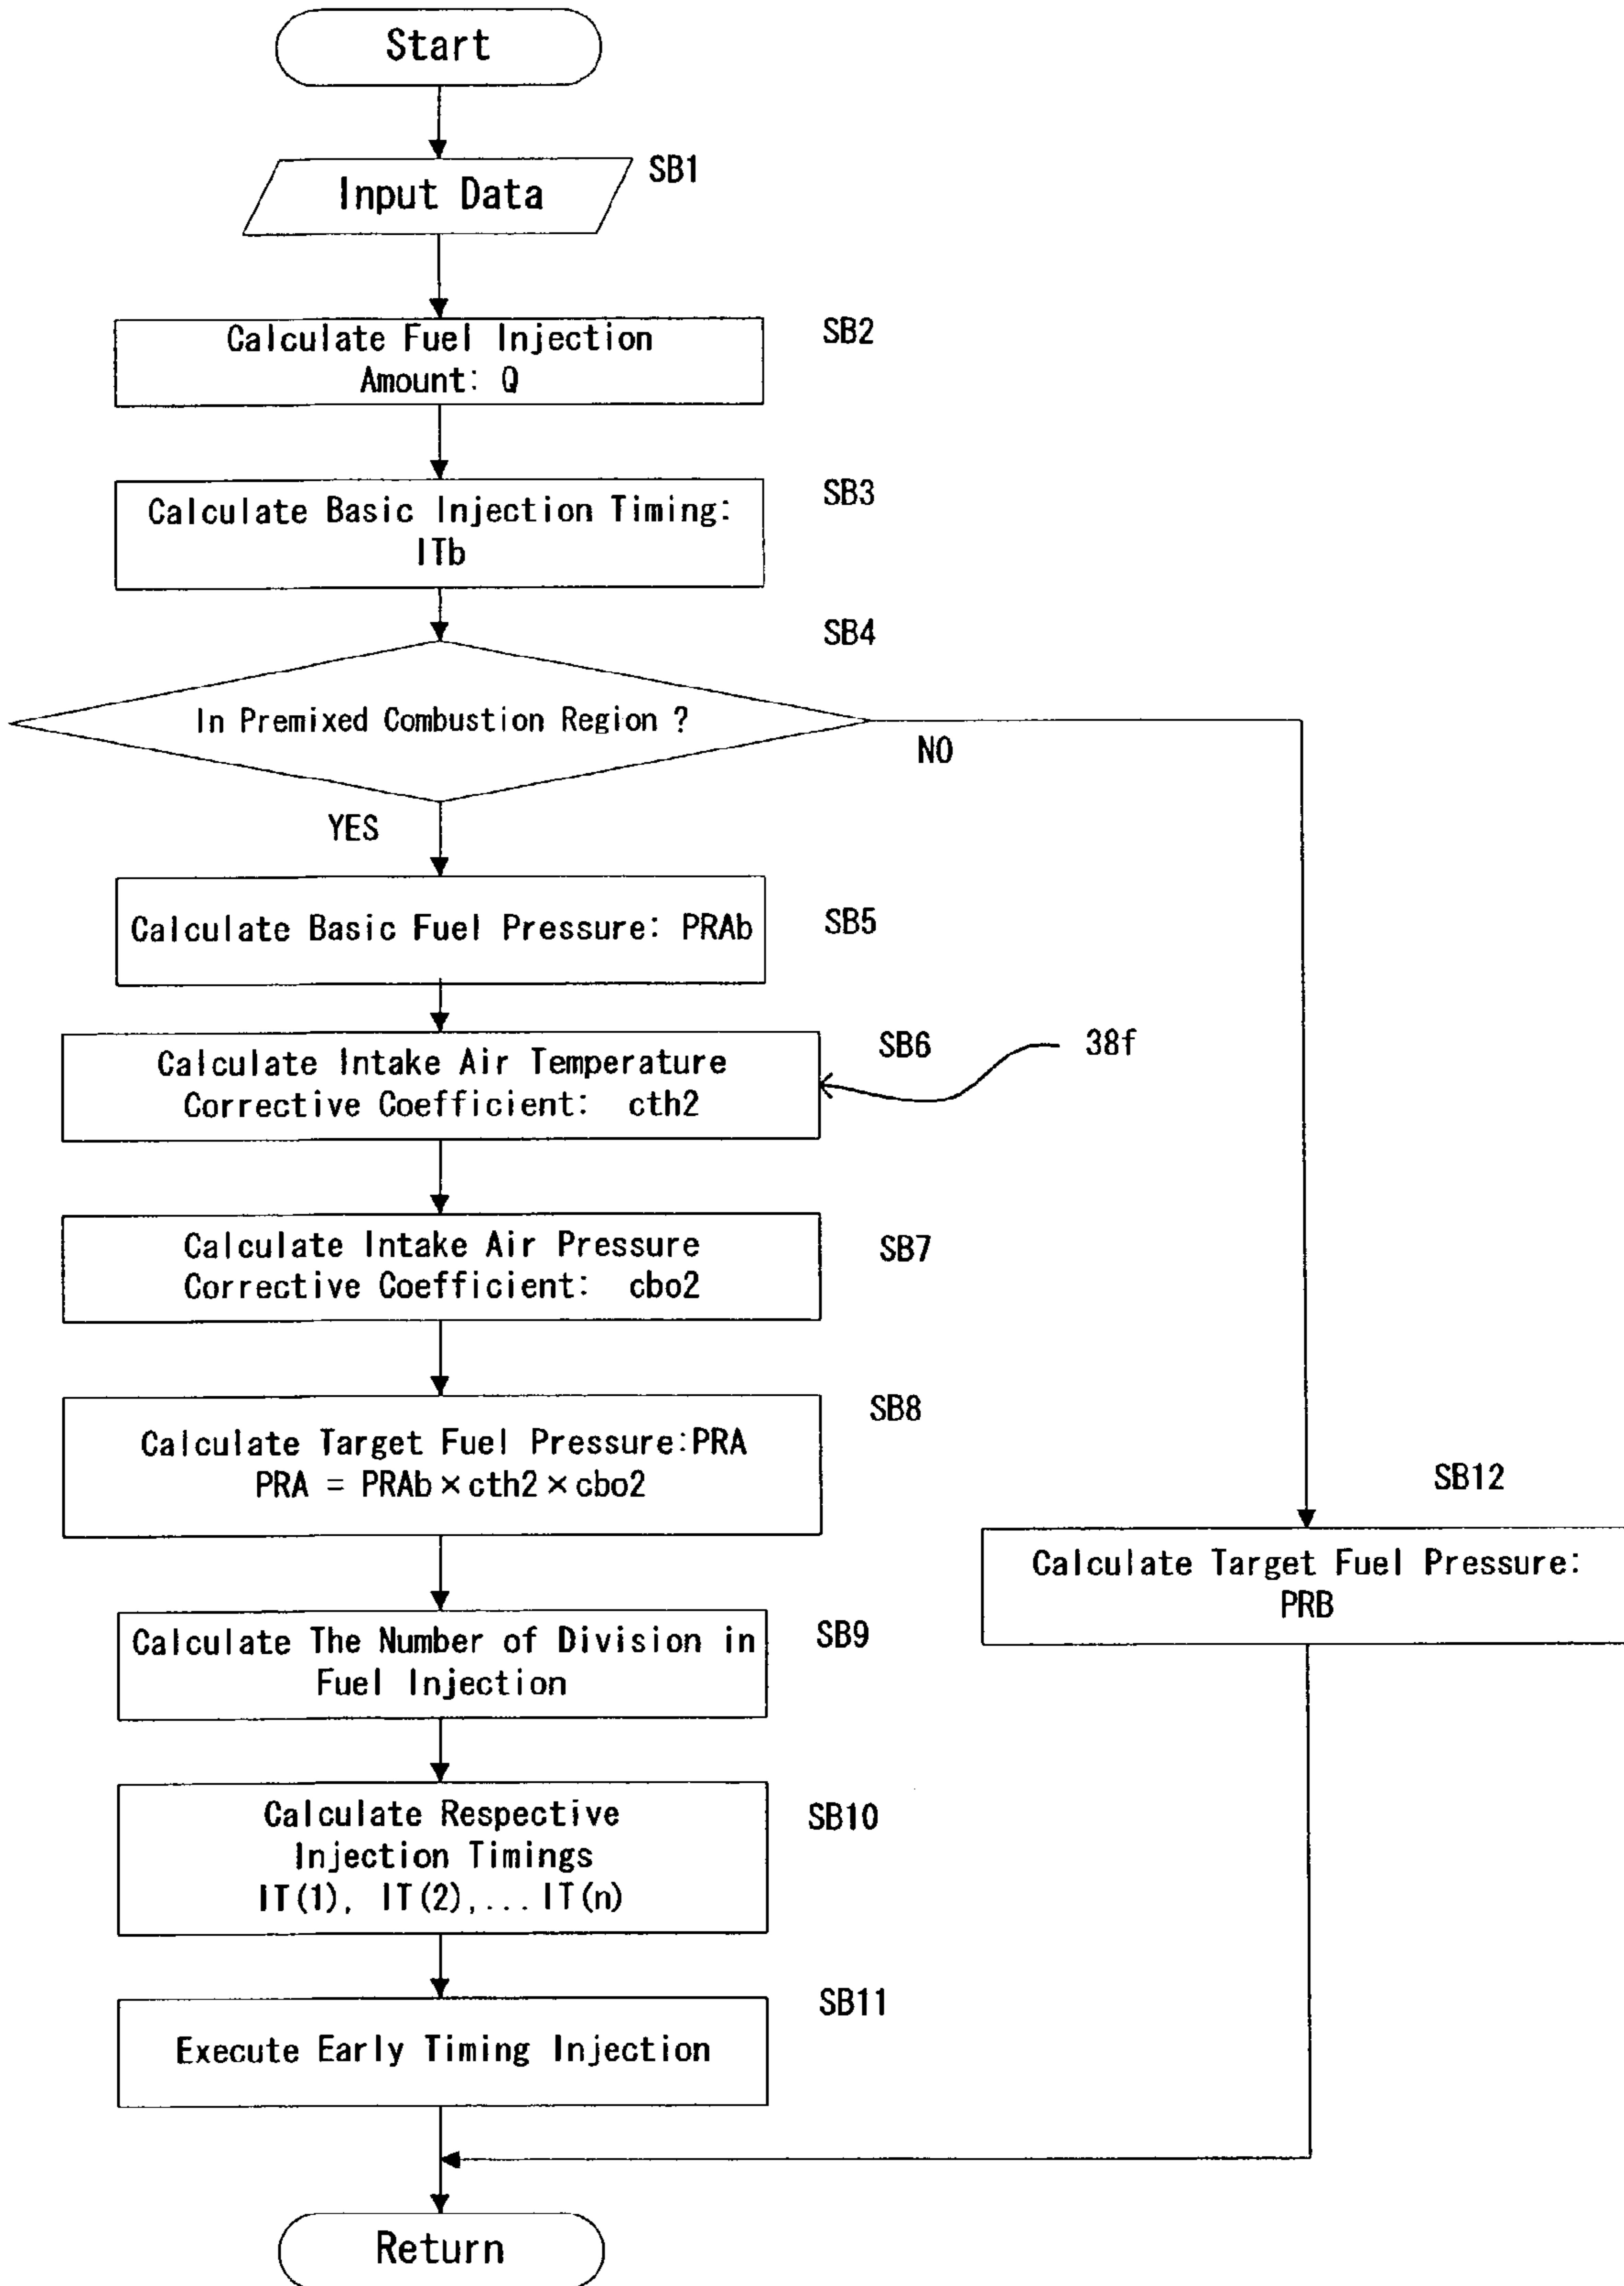 Start
Input Data
SB1
Calculate Fuel Injection
Amount: Q
SB2
Calculate Basic Injection Timing:
ITb
SB3
SB4
In Premixed Combustion Region ?
NO
YES
Calculate Basic Fuel Pressure: PRAb
SB5
Calculate Intake Air Temperature
Corrective Coefficient: cth2
SB6
38f
Calculate Intake Air Pressure
Corrective Coefficient: cbo2
SB7
Calculate Target Fuel Pressure:PRA
PRA = PRAb×cth2×cbo2
SB8
SB12
Calculate Target Fuel Pressure:
PRB
Calculate The Number of Division in
Fuel Injection
SB9
Calculate Respective
Injection Timings
IT(1), IT(2),...IT(n)
SB10
Execute Early Timing Injection
SB11
Return